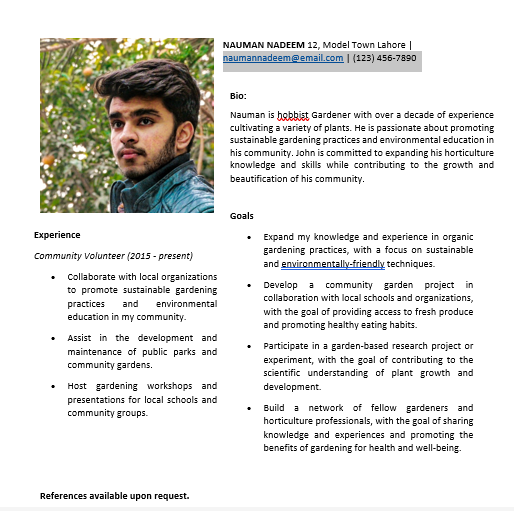 NAUMAN NADEEM 12, Model Town Lahore |
naumannadeem@email.com | (123) 456-7890
Bio:
Nauman is hobbist Gardener with over a decade of experience
cultivating a variety of plants. He is passionate about promoting
sustainable gardening practices and environmental education in
his community. John is committed to expanding his horticulture
knowledge and skills while contributing to the growth and
beautification of his community.
Experience
Community Volunteer (2015 - present)
• Collaborate with local organizations
to promote sustainable gardening
practices and environmental
education in my community.
• Assist in the development and
maintenance of public parks and
community gardens.
• Host gardening workshops and
presentations for local schools and
community groups.
Goals
• Expand my knowledge and experience in organic
gardening practices, with a focus on sustainable
and environmentally-friendly techniques.
• Develop a community garden project in
collaboration with local schools and organizations,
with the goal of providing access to fresh produce
and promoting healthy eating habits.
• Participate in a garden-based research project or
experiment, with the goal of contributing to the
scientific understanding of plant growth and
development.
• Build a network of fellow gardeners and
horticulture professionals, with the goal of sharing
knowledge and experiences and promoting the
benefits of gardening for health and well-being.
References available upon request.